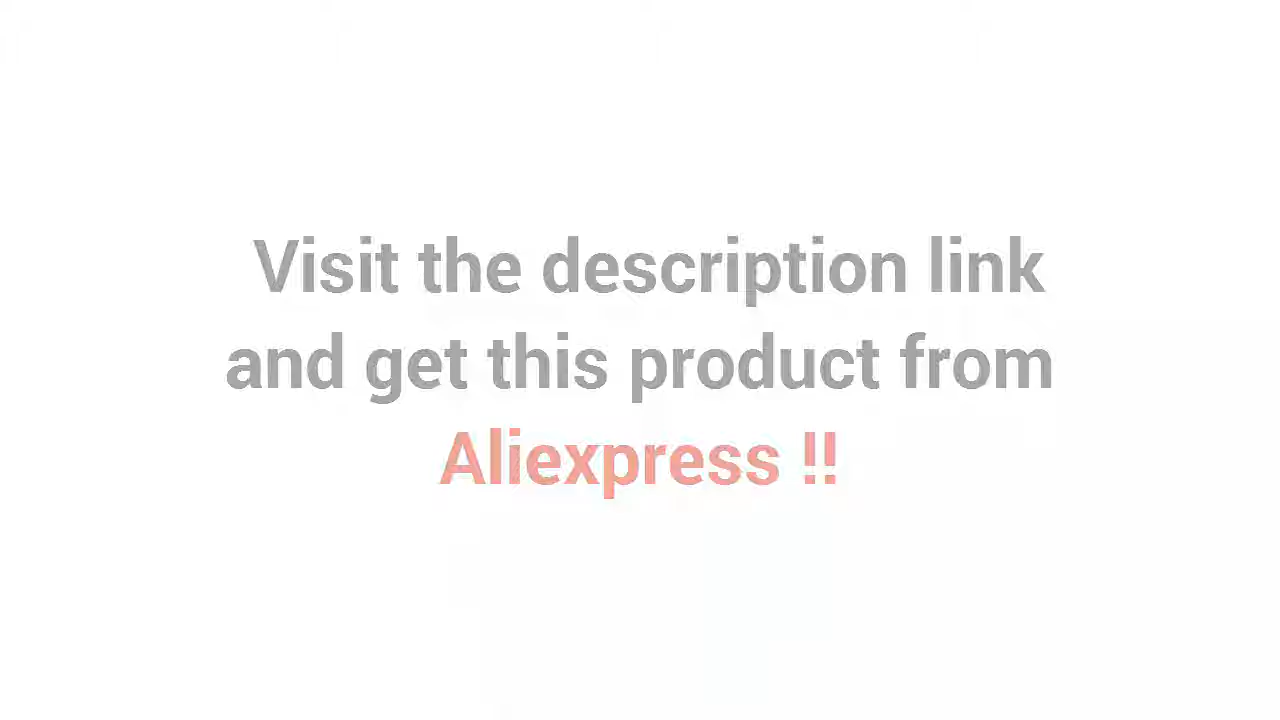 Visit the description link
and get this product from
Aliexpress !!